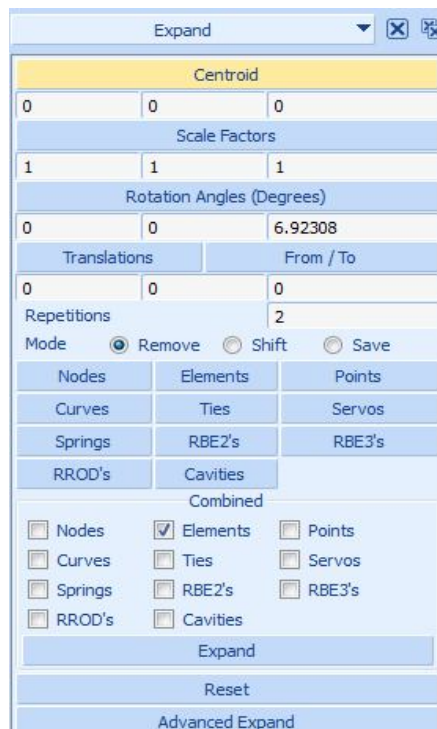 Expand
Centroid
0 0 0
Scale Factors
1 1 1
Rotation Angles (Degrees)
0 0 6.92308
Translations From / To
0 0 0
Repetitions 2
Mode Remove Shift Save
Nodes Elements Points
Curves Ties Servos
Springs RBE2's RBE3's
RROD's Cavities
Combined
Nodes Elements Points
Curves Ties Servos
Springs RBE2's RBE3's
RROD's Cavities
Expand
Reset
Advanced Expand